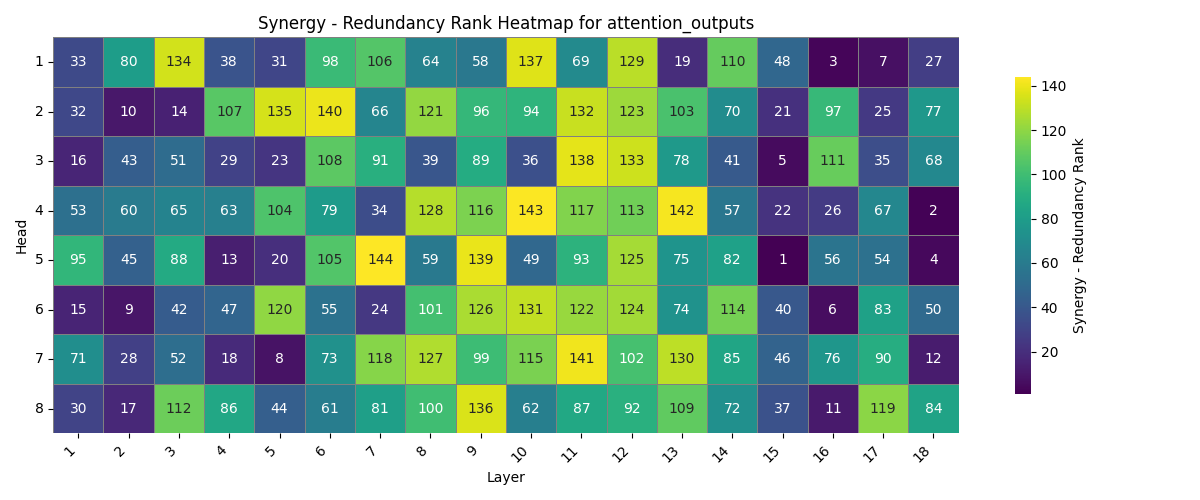 Synergy - Redundancy Rank Heatmap for attention_outputs
1 33 80 134 38 31 98 106 64 58 137 69 129 19 110 48 3 7 27
2 32 10 14 107 135 140 66 121 96 94 132 123 103 70 21 97 25 77
3 16 43 51 29 23 108 91 39 89 36 138 133 78 41 5 111 35 68
4 53 60 65 63 104 79 34 128 116 143 117 113 142 57 22 26 67 2
5 95 45 88 13 20 105 144 59 139 49 93 125 75 82 1 56 54 4
6 15 9 42 47 120 55 24 101 126 131 122 124 74 114 40 6 83 50
7 71 28 52 18 8 73 118 127 99 115 141 102 130 85 46 76 90 12
8 30 17 112 86 44 61 81 100 136 62 87 92 109 72 37 11 119 84
1 2 3 4 5 6 7 8 9 10 11 12 13 14 15 16 17 18
Layer
Head
140
120
100
80
60
40
20
Synergy - Redundancy Rank